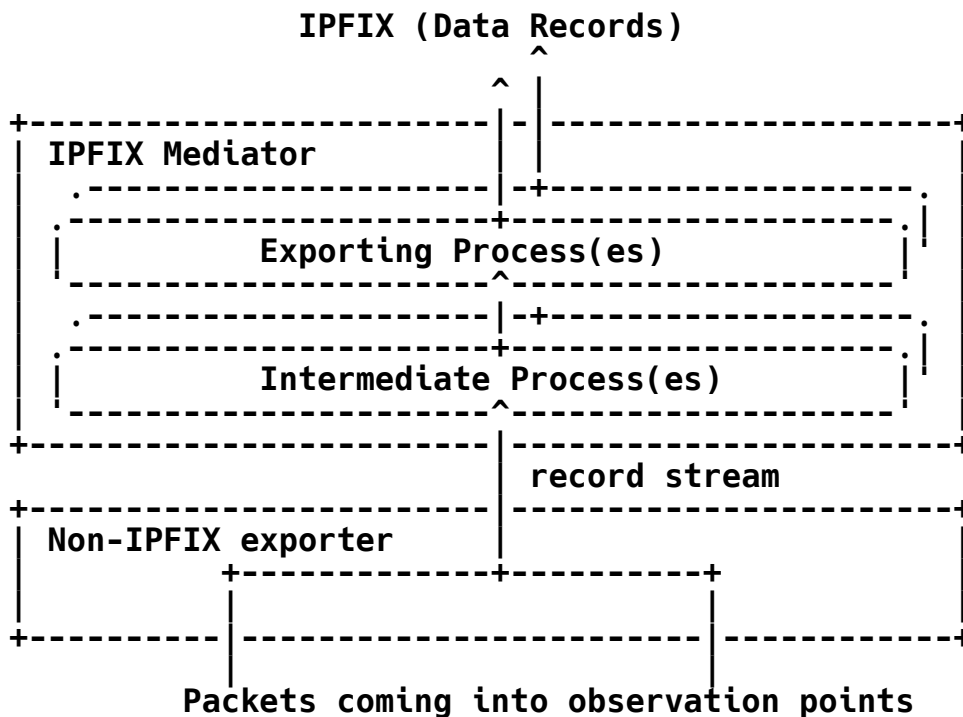 IPFIX (Data Records)
IPFIX Mediator
Exporting Process(es)
Intermediate Process(es)
record stream
Non-IPFIX exporter
Packets coming into observation points